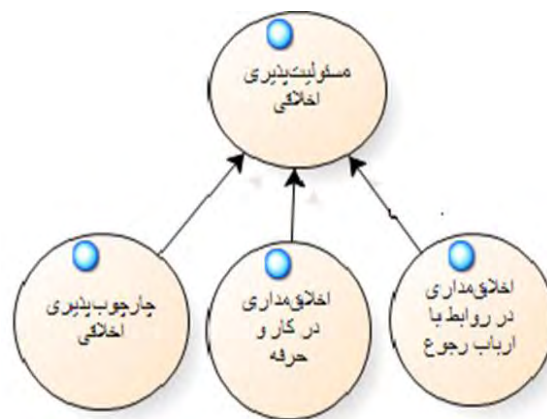 مسئولیت‌پذیری
اخلاقی
اخلاق‌مداری
در روابط با
ارباب رجوع
اخلاق‌مداری
در کار و
حرفه
چارچوب‌پذیری
اخلاقی